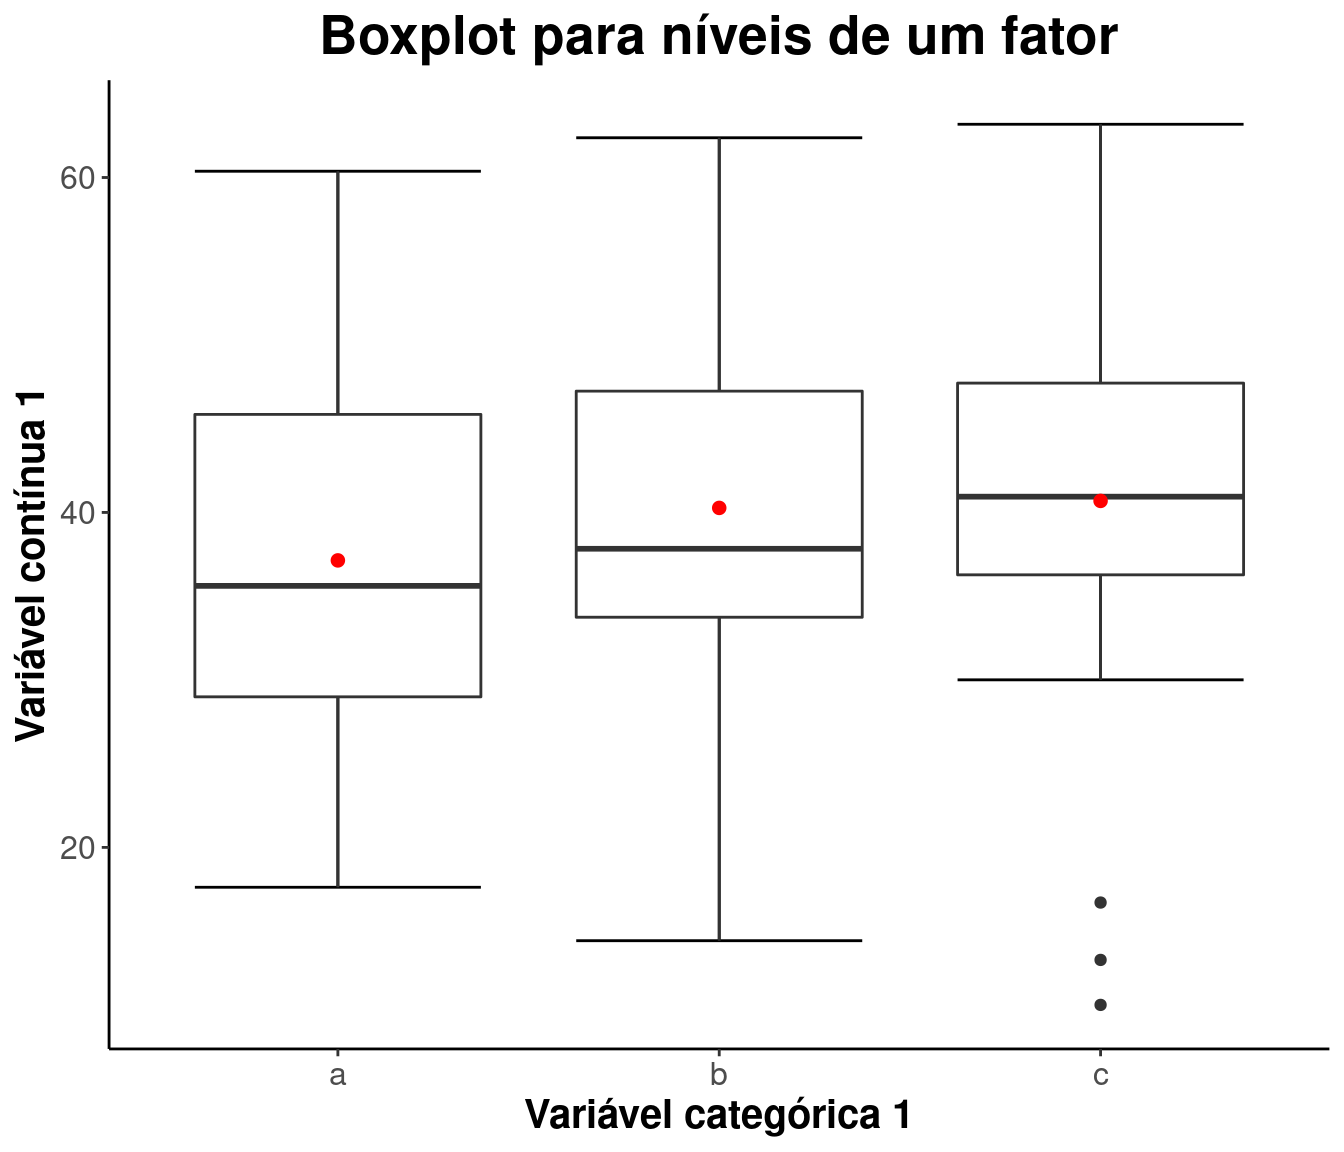 Boxplot para níveis de um fator
Variável contínua 1
60
40
20
a b c
Variável categórica 1